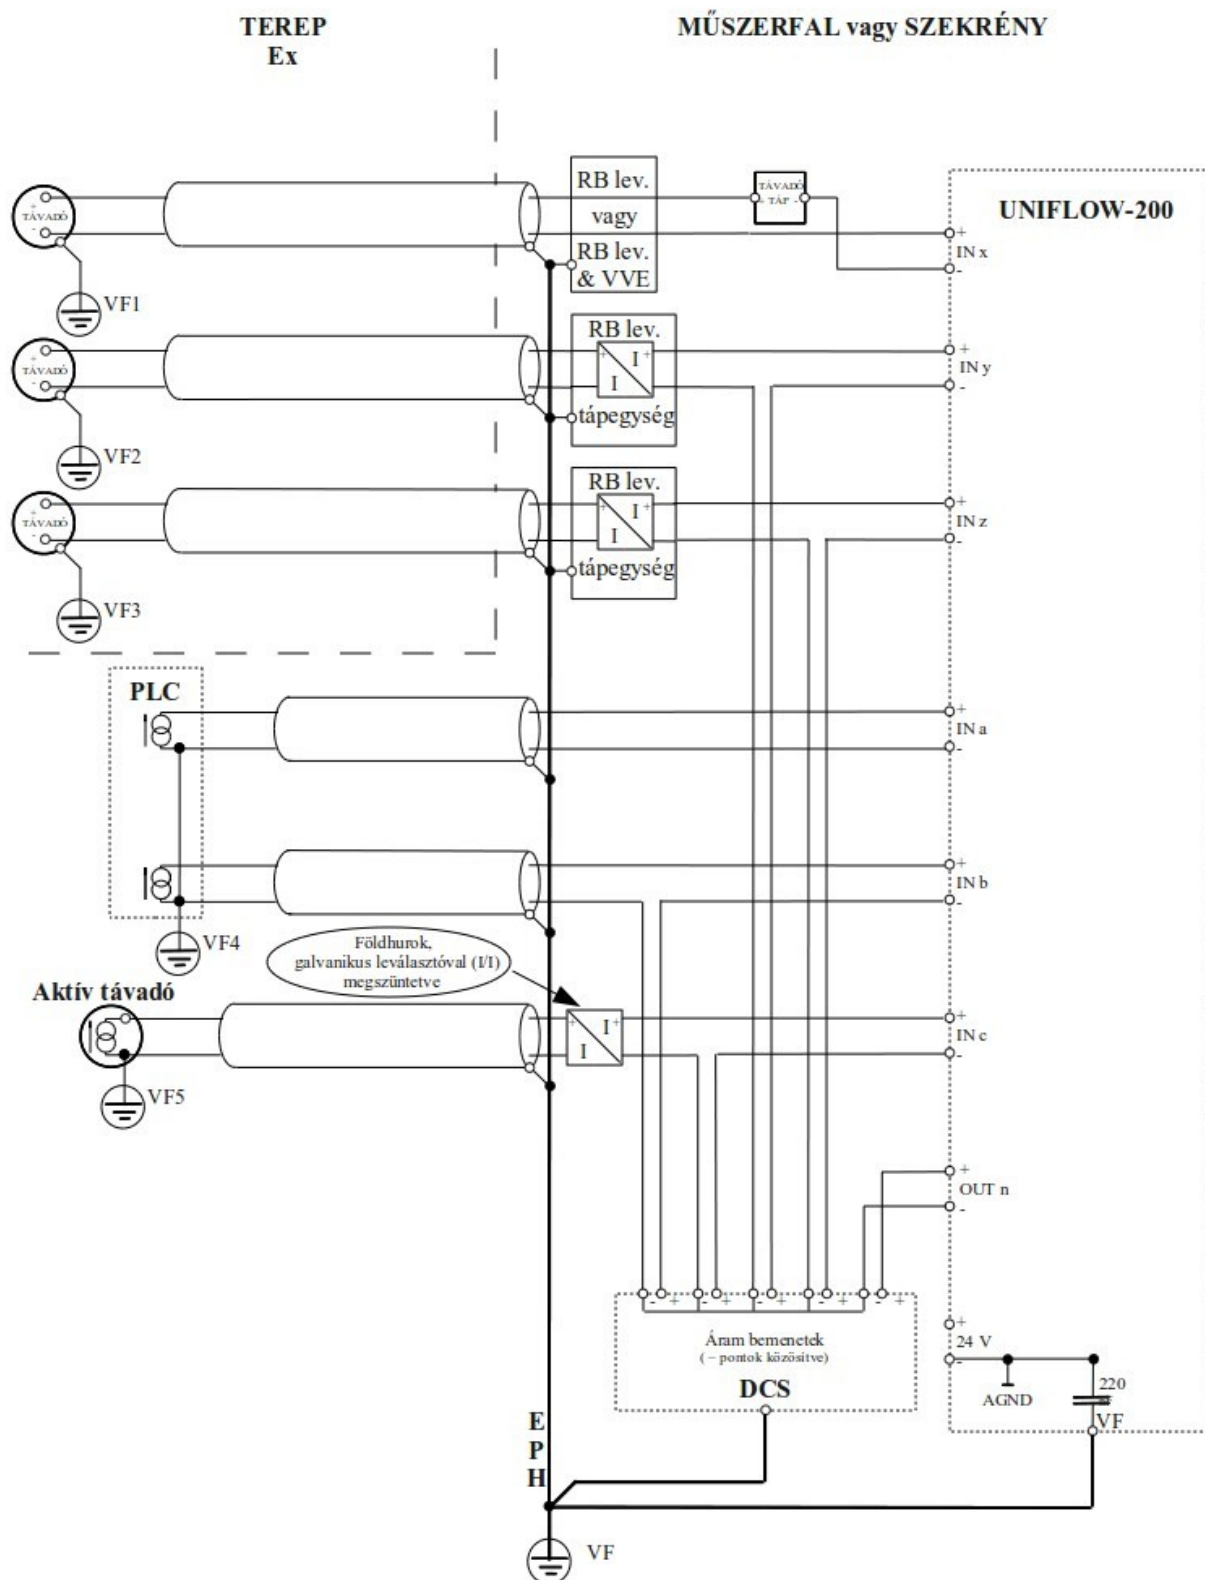 TEREP
Ex
MŰSZERFAL vagy SZEKRÉNY
RB lev.
vagy
RB lev.
& VVE
TÁVADÓ
+ TÁP -
UNIFLOW-200
+
TÁVADÓ
-
+
IN x
-
VF1
RB lev.
+
I +
I
tápegység
+
TÁVADÓ
-
+
IN y
-
VF2
RB lev.
+
I +
I
tápegység
+
TÁVADÓ
-
+
IN z
-
VF3
PLC
+
IN a
-
+
IN b
-
VF4
Földhurok,
galvanikus leválasztóval (I/I)
megszüntetve
Aktív távadó
+
I +
I
+
IN c
-
VF5
+
OUT n
-
- + - + - + - + - +
Áram bemenetek
( – pontok közösítve)
DCS
+
24 V
-
AGND
220
VF
E
P
H
VF